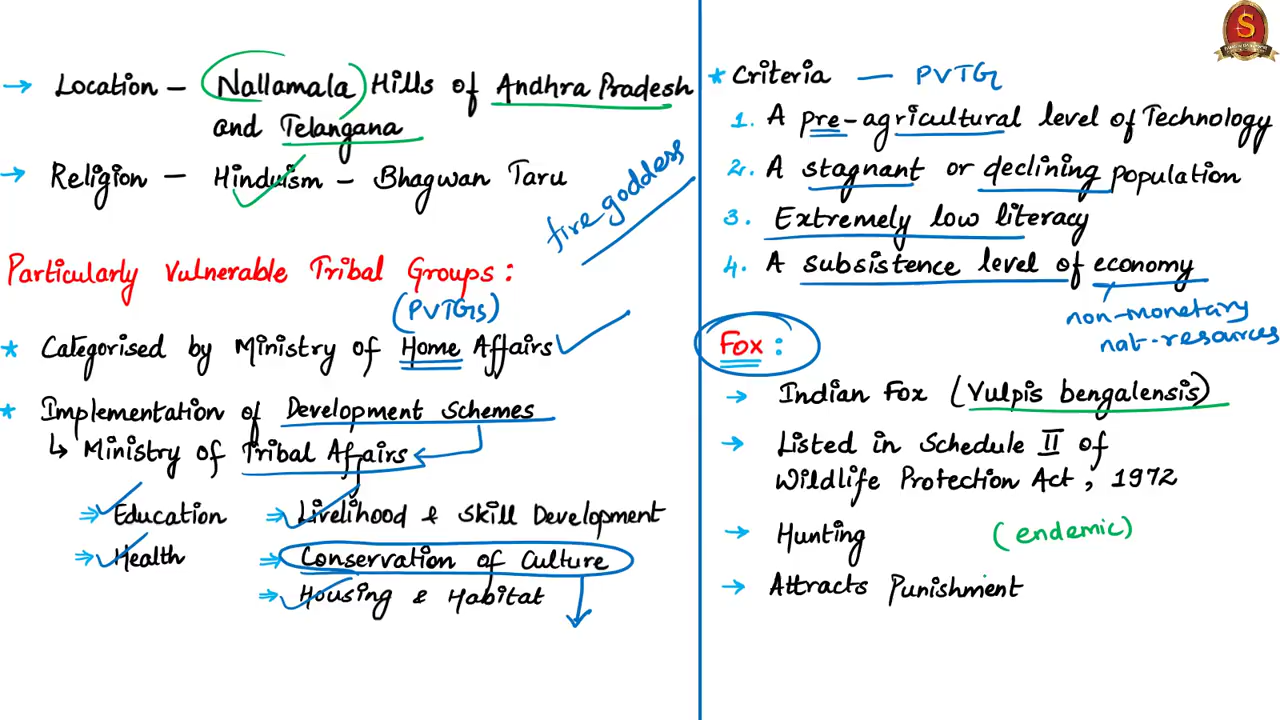 → Location – Nallamala Hills of Andhra Pradesh
and Telangana
→ Religion – Hinduism – Bhagwan Taru
fire goddess
Particularly Vulnerable Tribal Groups :
(PVTGs)
* Categorised by Ministry of Home Affairs
* Implementation of Development Schemes
↳ Ministry of Tribal Affairs
⇒ Education
⇒ Livelihood & Skill Development
⇒ Health
⇒ Conservation of Culture
⇒ Housing & Habitat
* Criteria — PVTG
1. A pre-agricultural level of Technology
2. A stagnant or declining population
3. Extremely low literacy
4. A subsistence level of economy
non-monetary
nat.resources
Fox :
→ Indian Fox (Vulpis bengalensis)
→ Listed in Schedule II of
Wildlife Protection Act, 1972
→ Hunting (endemic)
→ Attracts Punishment
S